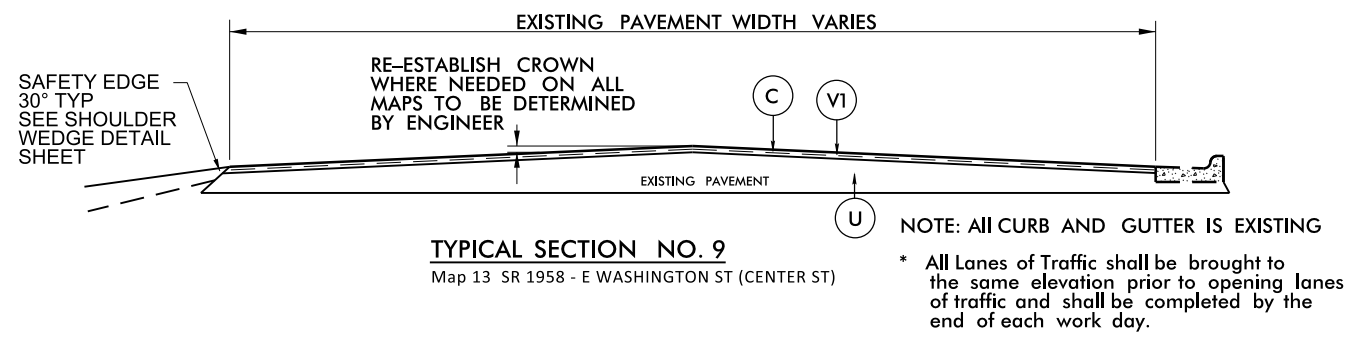 EXISTING PAVEMENT WIDTH VARIES
SAFETY EDGE
30° TYP
SEE SHOULDER
WEDGE DETAIL
SHEET
RE-ESTABLISH CROWN
WHERE NEEDED ON ALL
MAPS TO BE DETERMINED
BY ENGINEER
C
V1
EXISTING PAVEMENT
U
TYPICAL SECTION NO. 9
Map 13 SR 1958 - E WASHINGTON ST (CENTER ST)
NOTE: All CURB AND GUTTER IS EXISTING
* All Lanes of Traffic shall be brought to
the same elevation prior to opening lanes
of traffic and shall be completed by the
end of each work day.